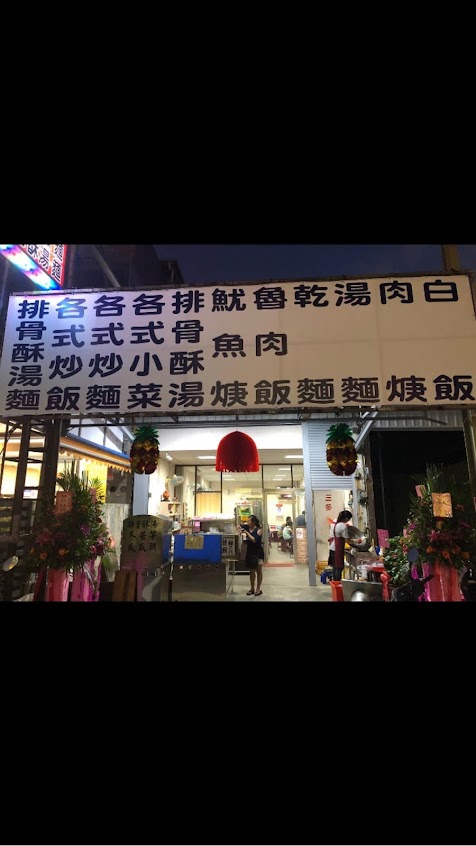 白飯
肉焿
湯麵
乾麵
魯肉飯
魷魚焿
排骨酥湯
各式小菜
各式炒麵
各式炒飯
排骨酥湯麵